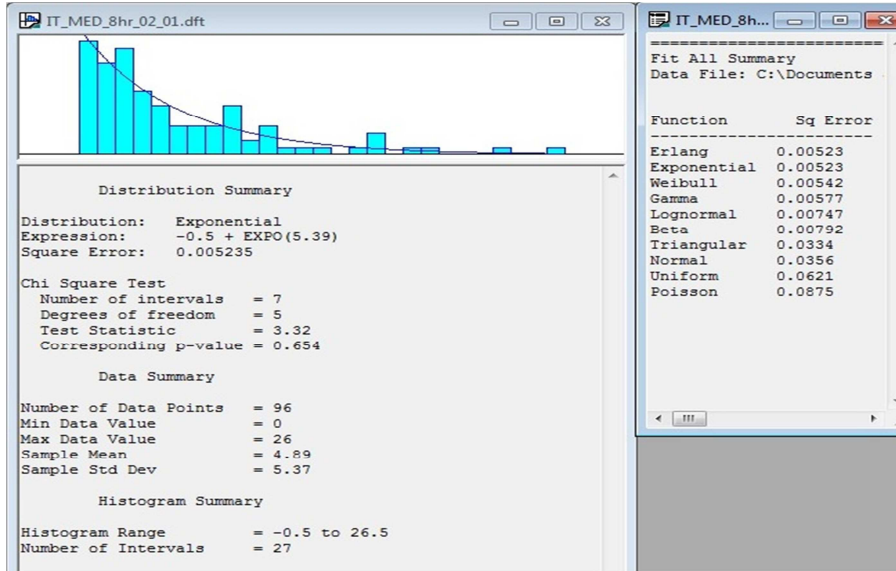 IT_MED_8hr_02_01.dft
Distribution Summary
Distribution: Exponential
Expression: -0.5 + EXPO(5.39)
Square Error: 0.005235
Chi Square Test
Number of intervals = 7
Degrees of freedom = 5
Test Statistic = 3.32
Corresponding p-value = 0.654
Data Summary
Number of Data Points = 96
Min Data Value = 0
Max Data Value = 26
Sample Mean = 4.89
Sample Std Dev = 5.37
Histogram Summary
Histogram Range = -0.5 to 26.5
Number of Intervals = 27
IT_MED_8h...
Fit All Summary
Data File: C:\Documents
Function Sq Error
Erlang 0.00523
Exponential 0.00523
Weibull 0.00542
Gamma 0.00577
Lognormal 0.00747
Beta 0.00792
Triangular 0.0334
Normal 0.0356
Uniform 0.0621
Poisson 0.0875